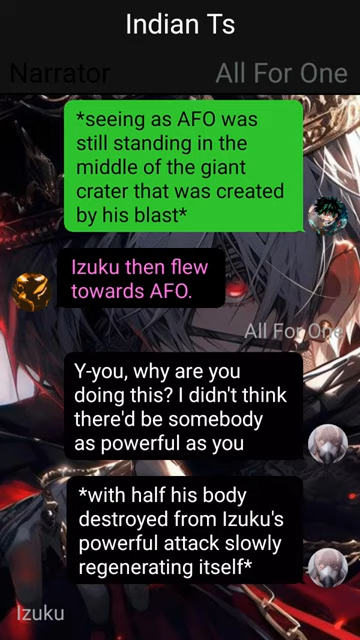 Indian Ts
Narrator
All For One
*seeing as AFO was
still standing in the
middle of the giant
crater that was created
by his blast*
Izuku then flew
towards AFO.
All For One
Y-you, why are you
doing this? I didn't think
there'd be somebody
as powerful as you
*with half his body
destroyed from Izuku's
powerful attack slowly
regenerating itself*
Izuku